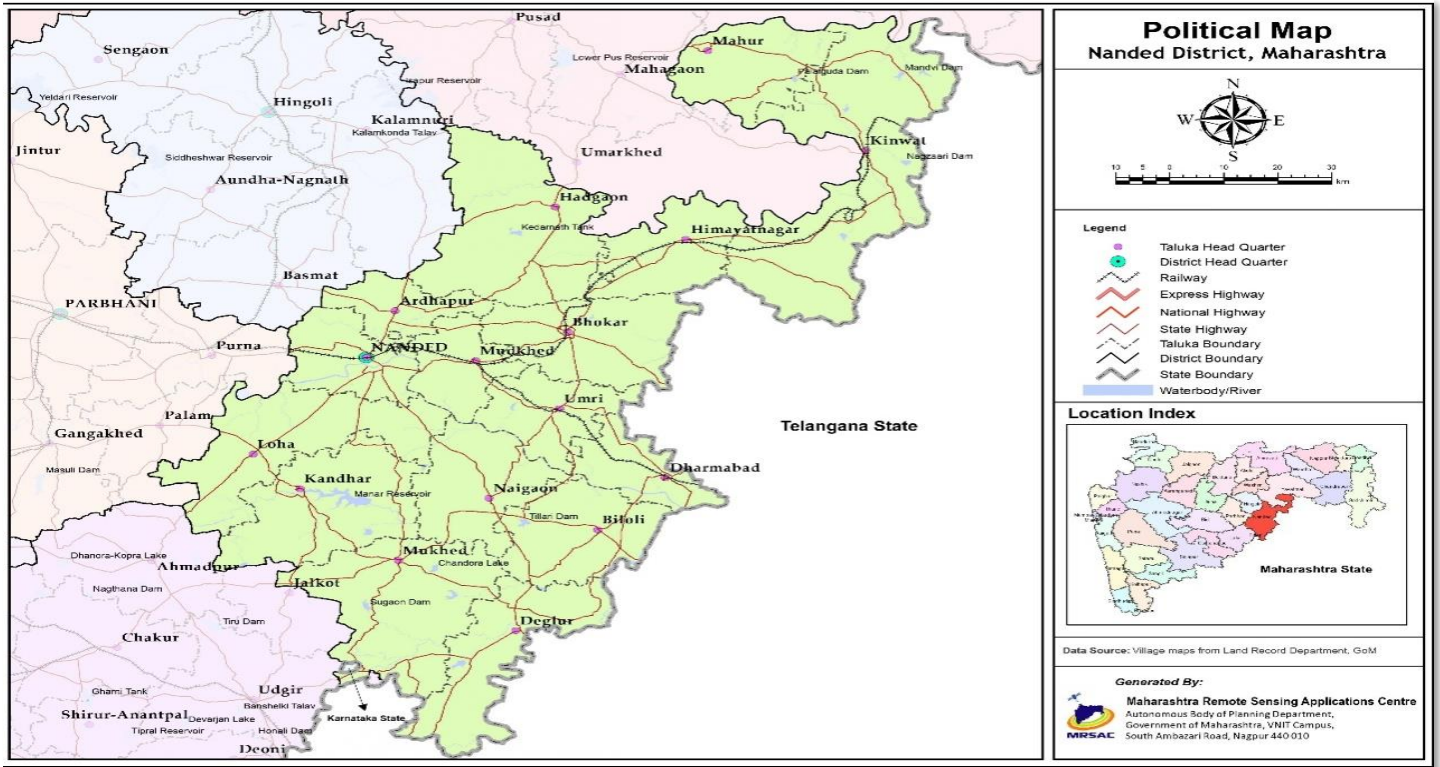 Political Map
Nanded District, Maharashtra
N
W E
S
10 5 0 10 20 30
km
Legend
Taluka Head Quarter
District Head Quarter
Railway
Express Highway
National Highway
State Highway
Taluka Boundary
District Boundary
State Boundary
Waterbody/River
Location Index
Maharashtra State
Data Source: Village maps from Land Record Department, GoM
Generated By:
MRSAC
Maharashtra Remote Sensing Applications Centre
Autonomous Body of Planning Department,
Government of Maharashtra, VNIT Campus,
South Ambazari Road, Nagpur 440 010
Pusad
Sengaon
Mahur
Lower Pus Reservoir
Mahagaon
Mandvi Dam
Yeldari Reservoir
Hingoli
Kalamnuri
Kalamkonda Talav
Jintur
Siddheshwar Reservoir
Umarkhed
Kinwat
Nagzsari Dam
Aundha-Nagnath
Hadgaon
Kedarnath Tank
Himayatnagar
Basmat
PARBHANI
Ardhapur
Bhokar
Purna
NANDED
Mudkhed
Umri
Palam
Telangana State
Gangakhed
Loha
Masuli Dam
Dharmabad
Kandhar
Manar Reservoir
Naigaon
Tillari Dam
Biloli
Dhanora-Kopra Lake
Ahmadpur
Mukhed
Chandora Lake
Nagthana Dam
Jalkot
Sugaon Dam
Tiru Dam
Deglur
Chakur
Ghami Tank
Udgir
Banshelki Talav
Shirur-Anantpal
Devarjan Lake
Karnataka State
Tipral Reservoir
Honali Dam
Deoni